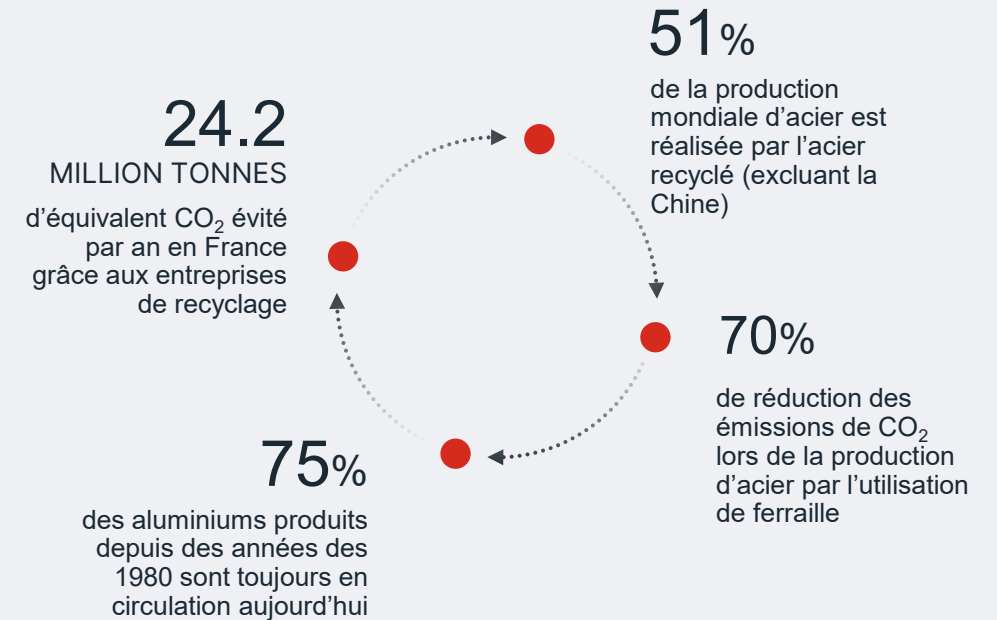 51%
de la production
mondiale d’acier est
réalisée par l’acier
recyclé (excluant la
Chine)
70%
de réduction des
émissions de CO₂
lors de la production
d’acier par l’utilisation
de ferraille
75%
des aluminiums produits
depuis des années des
1980 sont toujours en
circulation aujourd’hui
24.2
MILLION TONNES
d’équivalent CO₂ évité
par an en France
grâce aux entreprises
de recyclage